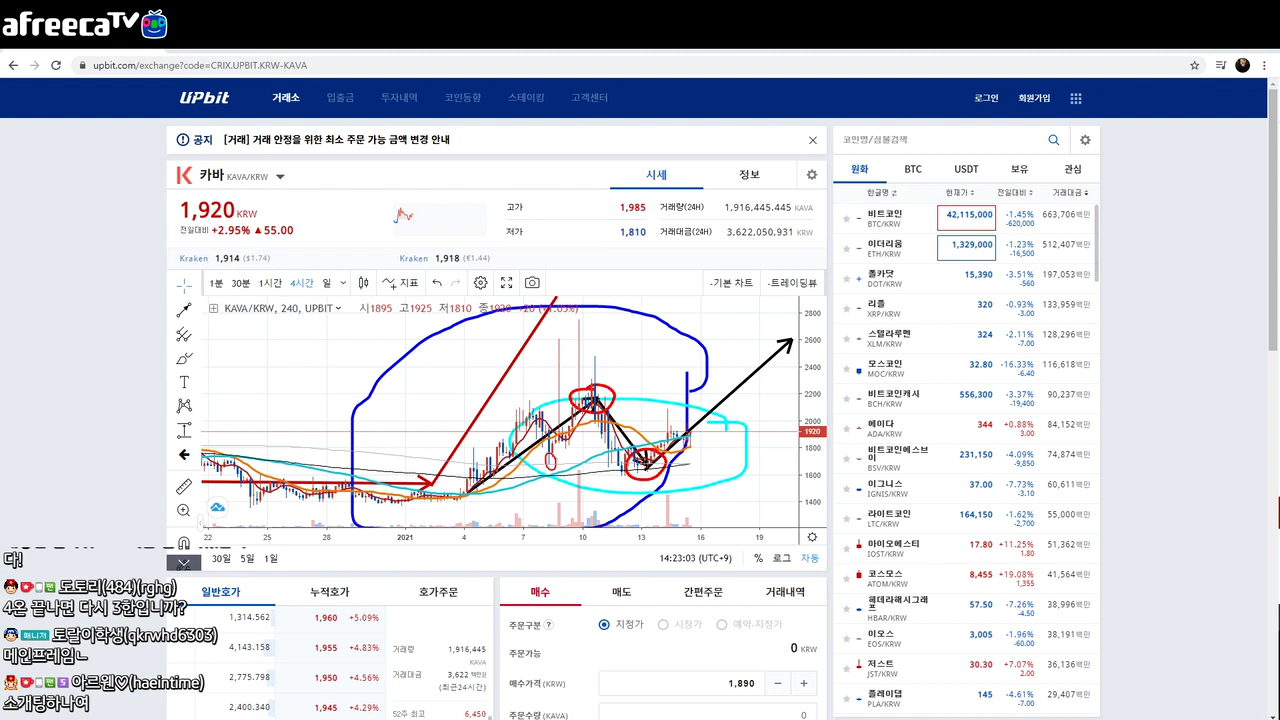 afreecaTV
upbit.com/exchange?code=CRIX.UPBIT.KRW-KAVA
UPbit 거래소 입출금 투자내역 코인동향 스테이킹 고객센터 로그인 회원가입
공지 [거래] 거래 안정을 위한 최소 주문 가능 금액 변경 안내
카바 KAVA/KRW 시세 정보
1,920 KRW
전일대비 +2.95% ▲55.00
고가 1,985 거래량(24H) 1,916,445.445 KAVA
저가 1,810 거래대금(24H) 3,622,050,931 KRW
Kraken 1,914 ($1.74) Kraken 1,918 (€1.44)
1분 30분 1시간 4시간 일 지표 -기본 차트 -트레이딩뷰
KAVA/KRW, 240, UPBIT 시1895 고1925 저1810 종1920
2800
2600
2400
2200
2000
1920
1800
1600
1400
22 25 28 2021 4 7 10 13 16 19
30일 5일 1일 14:23:03 (UTC+9) % 로그 자동
일반호가 누적호가 호가주문
1,314.562 1,960 +5.09%
4,143.158 1,955 +4.83%
2,775.798 1,950 +4.56%
2,400.340 1,945 +4.29%
거래량 1,916,445
KAVA
거래대금 3,622 백만원
(최근24시간)
52주 최고 6,450
매수 매도 간편주문 거래내역
주문구분 지정가 시장가 예약-지정가
주문가능 0 KRW
매수가격 (KRW) 1,890 − +
주문수량 (KAVA) 0
코인명/심볼검색
원화 BTC USDT 보유 관심
한글명 현재가 전일대비 거래대금
비트코인 42,115,000 -1.45% 663,706백만
BTC/KRW -620,000
이더리움 1,329,000 -1.23% 512,407백만
ETH/KRW -16,500
폴카닷 15,390 -3.51% 197,053백만
DOT/KRW -560
리플 320 -0.93% 133,959백만
XRP/KRW -3.00
스텔라루멘 324 -2.11% 128,296백만
XLM/KRW -7.00
모스코인 32.80 -16.33% 116,618백만
MOC/KRW -6.40
비트코인캐시 556,300 -3.37% 90,237백만
BCH/KRW -19,400
에이다 344 +0.88% 84,152백만
ADA/KRW 3.00
비트코인에스브이 231,150 -4.09% 74,874백만
BSV/KRW -9,850
이그니스 37.00 -7.73% 60,611백만
IGNIS/KRW -3.10
라이트코인 164,150 -1.62% 55,000백만
LTC/KRW -2,700
아이오에스티 17.80 +11.25% 51,362백만
IOST/KRW 1.80
코스모스 8,455 +19.08% 41,564백만
ATOM/KRW 1,355
헤데라해시그래프 57.50 -7.26% 38,996백만
HBAR/KRW -4.50
이오스 3,005 -1.96% 38,191백만
EOS/KRW -60.00
저스트 30.30 +7.07% 36,136백만
JST/KRW 2.00
플레이댑 145 -4.61% 29,407백만
PLA/KRW -7.00
다!
팬 도토리(484)(rghg)
4온 끝나면 다시 3한입니까?
매니저 토랄이학생(qkrwhd6303)
메인프레임ㄴ
팬 5 야르원♡(haeintime)
소개팅하나여